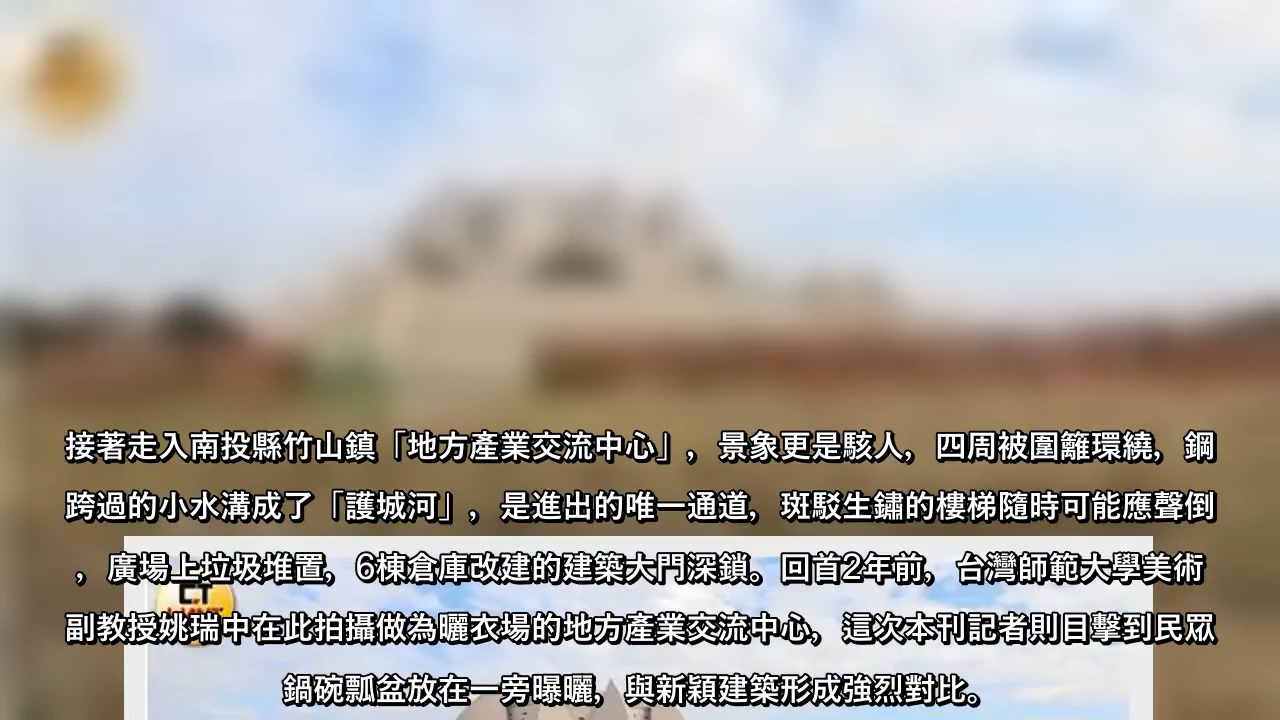 接著走入南投縣竹山鎮「地方產業交流中心」，景象更是駭人，四周被圍籬環繞，鋼
跨過的小水溝成了「護城河」，是進出的唯一通道，斑駁生鏽的樓梯隨時可能應聲倒
，廣場上垃圾堆置，6棟倉庫改建的建築大門深鎖。回首2年前，台灣師範大學美術
副教授姚瑞中在此拍攝做為曬衣場的地方產業交流中心，這次本刊記者則目擊到民眾
鍋碗瓢盆放在一旁曝曬，與新穎建築形成強烈對比。